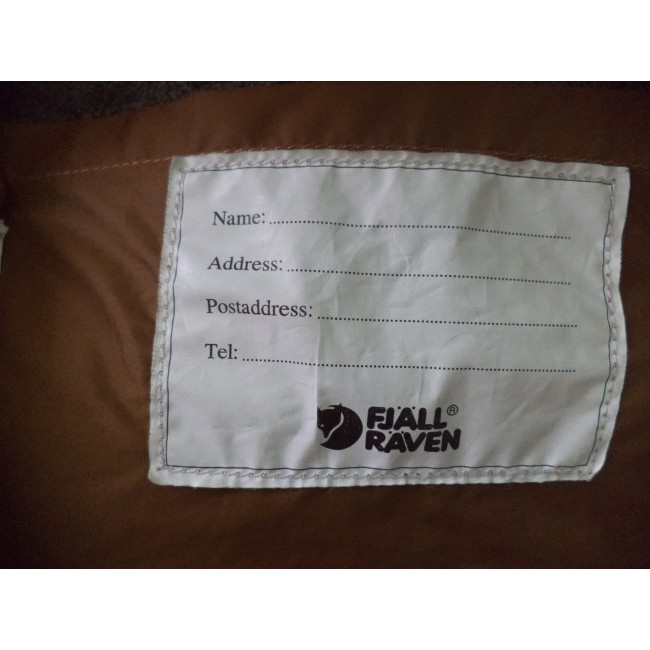 Name:
Address:
Postaddress:
Tel:
FJÄLL®
RÄVEN